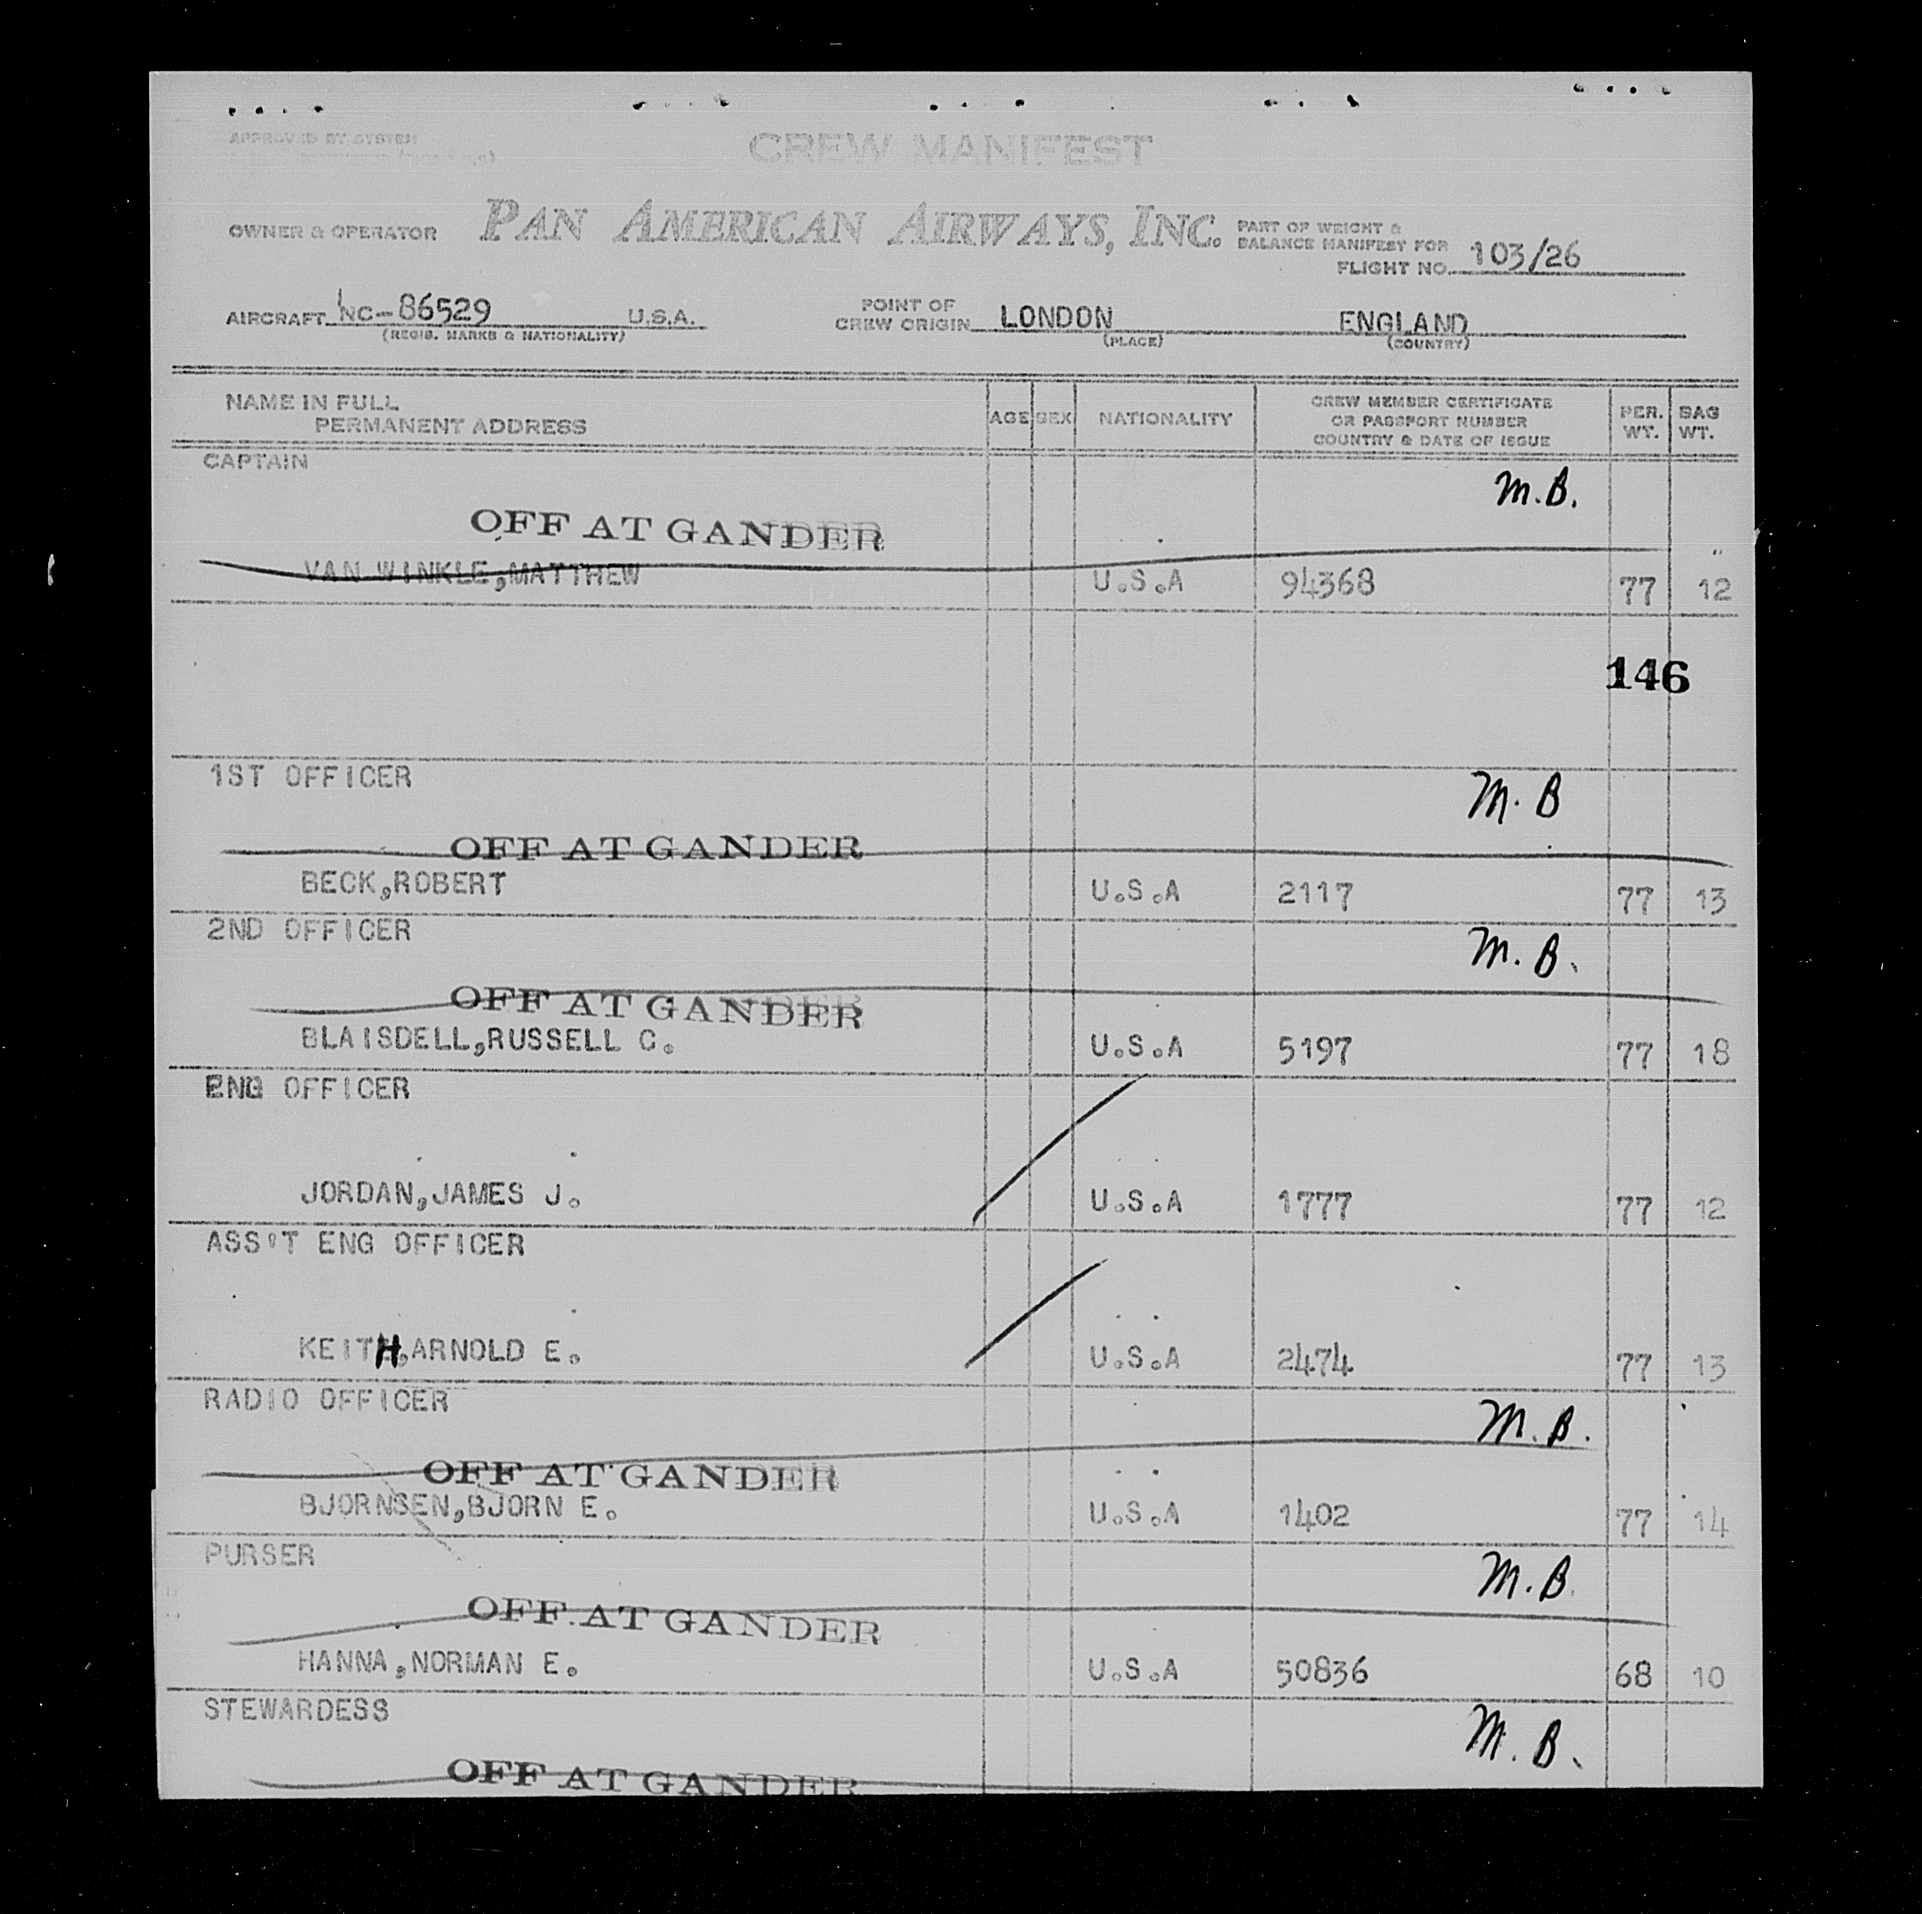 APPROVED BY SYSTEM
CREW MANIFEST
OWNER & OPERATOR PAN AMERICAN AIRWAYS, INC. PART OF WEIGHT &
BALANCE MANIFEST FOR
FLIGHT NO. 103/26
AIRCRAFT NC-86529 U.S.A. POINT OF
CREW ORIGIN LONDON ENGLAND
(REGIS. MARKS & NATIONALITY) (PLACE) (COUNTRY)
NAME IN FULL
PERMANENT ADDRESS
AGE SEX NATIONALITY
CREW MEMBER CERTIFICATE
OR PASSPORT NUMBER
COUNTRY & DATE OF ISSUE
PER.
WT.
BAG
WT.
CAPTAIN
M.B.
OFF AT GANDER
VAN WINKLE,MATTHEW U.S.A 94368 77 12
146
1ST OFFICER
M. B
OFF AT GANDER
BECK,ROBERT U.S.A 2117 77 13
2ND OFFICER
M. B.
OFF AT GANDER
BLAISDELL,RUSSELL C. U.S.A 5197 77 18
ENG OFFICER
JORDAN,JAMES J. U.S.A 1777 77 12
ASS'T ENG OFFICER
KEITH,ARNOLD E. U.S.A 2474 77 13
RADIO OFFICER
M. B.
OFF AT GANDER
BJORNSEN,BJORN E. U.S.A 1402 77 14
PURSER
M. B.
OFF AT GANDER
HANNA,NORMAN E. U.S.A 50836 68 10
STEWARDESS
M. B.
OFF AT GANDER